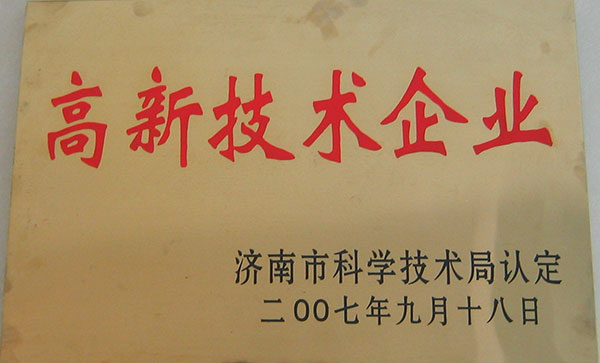 高新技术企业
济南市科学技术局认定
二00七年九月十八日